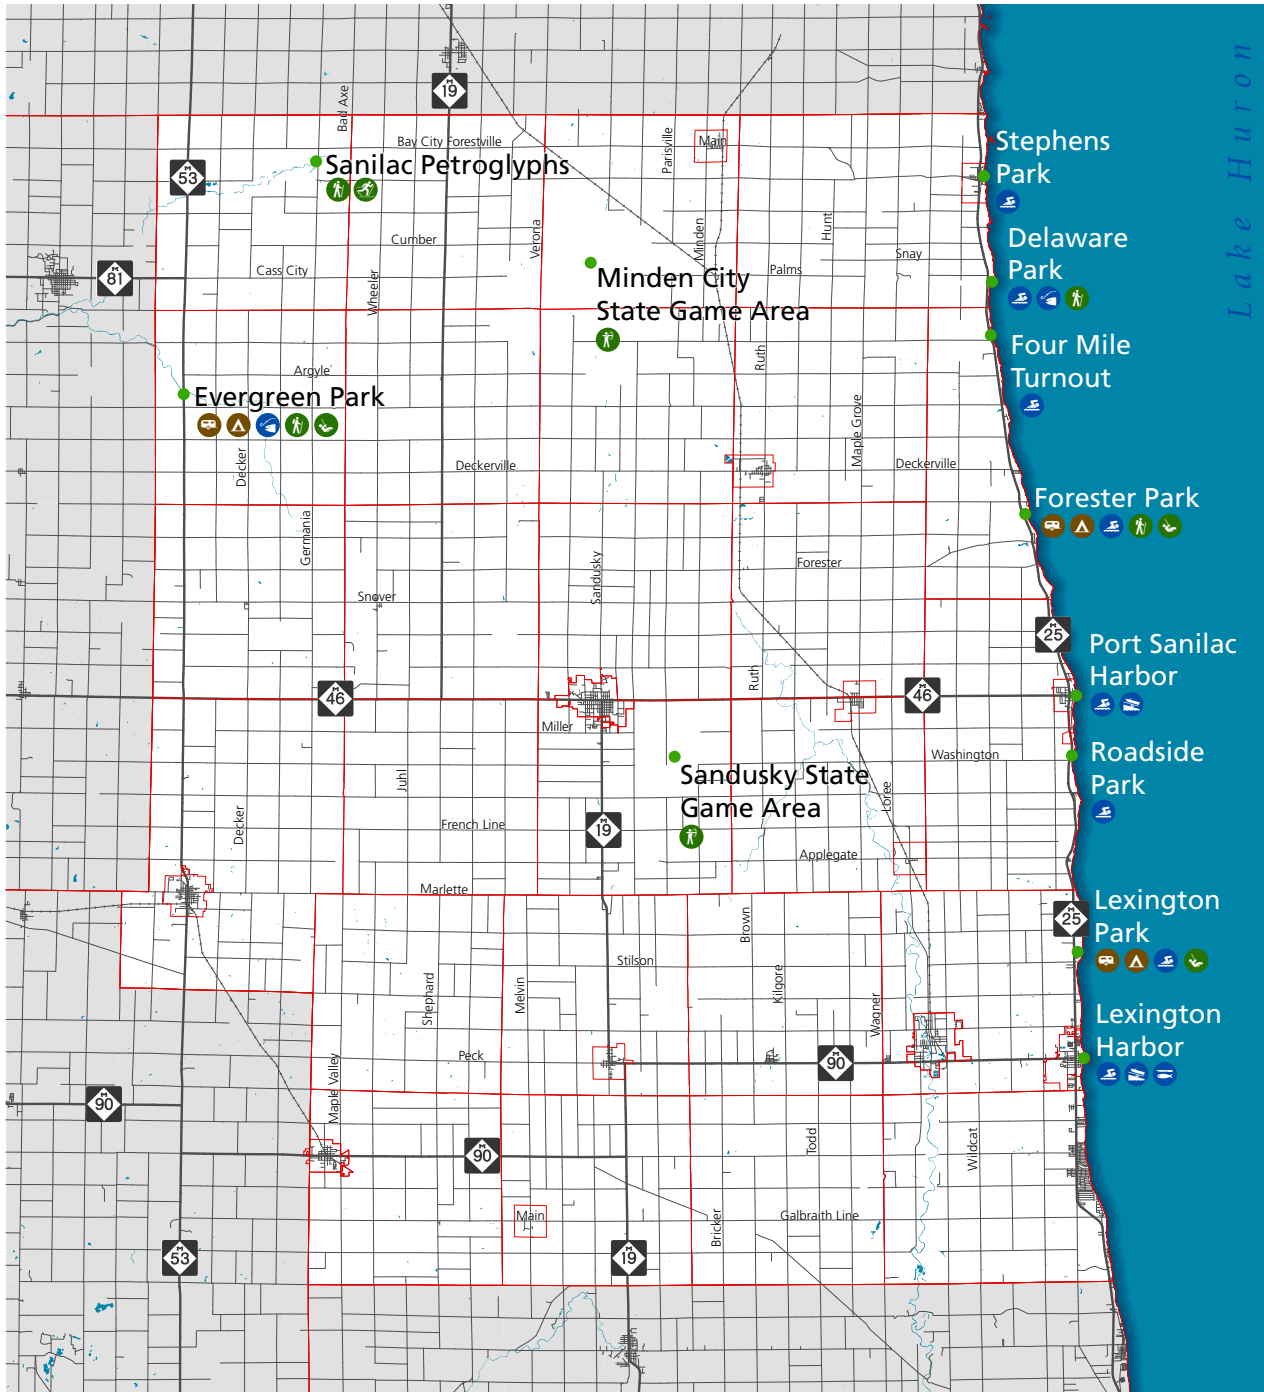 Lake Huron
M 19
Bad Axe
Bay City Forestville
Parisville
Main
Stephens
Park
M 53
Sanilac Petroglyphs
Verona
Cumber
Minden
Hunt
Snay
Delaware
Park
M 81
Cass City
Wheeler
Minden City
State Game Area
Palms
Four Mile
Turnout
Ruth
Argyle
Evergreen Park
Maple Grove
Decker
Deckerville
Deckerville
Forester Park
Germania
Sandusky
Forester
Snover
M 25
Port Sanilac
Harbor
Ruth
M 46
M 46
Miller
Washington
Roadside
Park
Juhl
Sandusky State
Game Area
Loree
Decker
French Line
M 19
Applegate
Marlette
Lexington
Park
M 25
Brown
Stilson
Shephard
Melvin
Kilgore
Wagner
Lexington
Harbor
Peck
M 90
Maple Valley
M 90
M 90
Todd
Wildcat
Main
Bricker
Galbraith Line
M 53
M 19